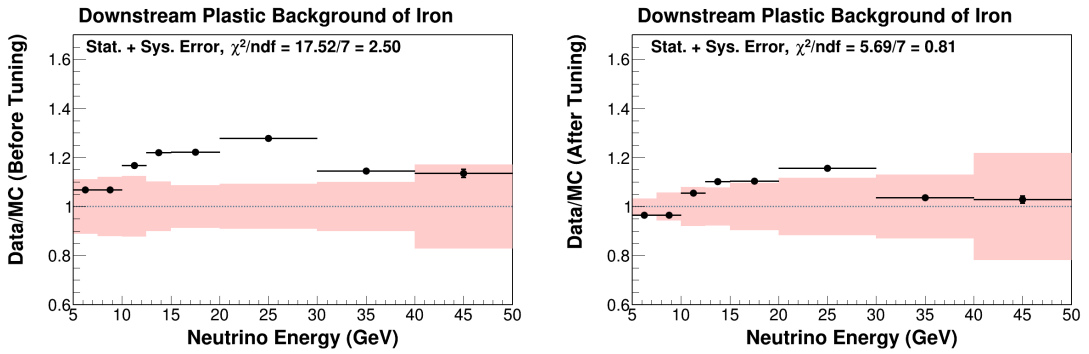 Downstream Plastic Background of Iron
Stat. + Sys. Error, χ²/ndf = 17.52/7 = 2.50
Data/MC (Before Tuning)
1.6
1.4
1.2
1
0.8
0.6
5 10 15 20 25 30 35 40 45 50
Neutrino Energy (GeV)
Downstream Plastic Background of Iron
Stat. + Sys. Error, χ²/ndf = 5.69/7 = 0.81
Data/MC (After Tuning)
1.6
1.4
1.2
1
0.8
0.6
5 10 15 20 25 30 35 40 45 50
Neutrino Energy (GeV)